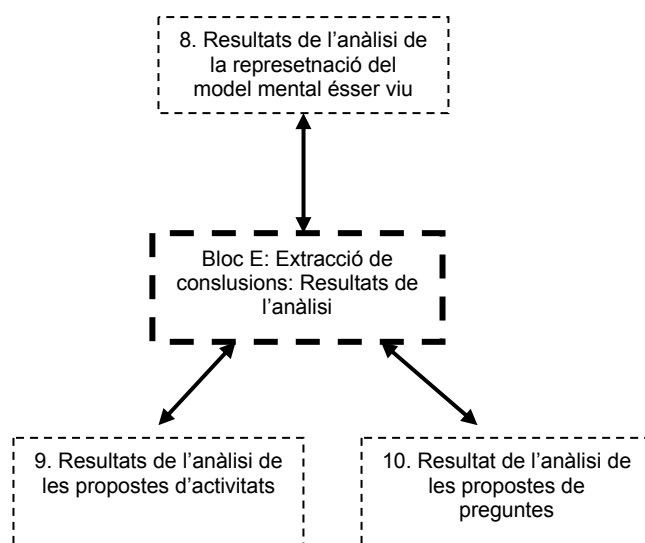 8. Resultats de l’anàlisi de
la represetnació del
model mental ésser viu
Bloc E: Extracció de
conslusions: Resultats de
l’anàlisi
9. Resultats de l’anàlisi de
les propostes d’activitats
10. Resultat de l’anàlisi de
les propostes de
preguntes